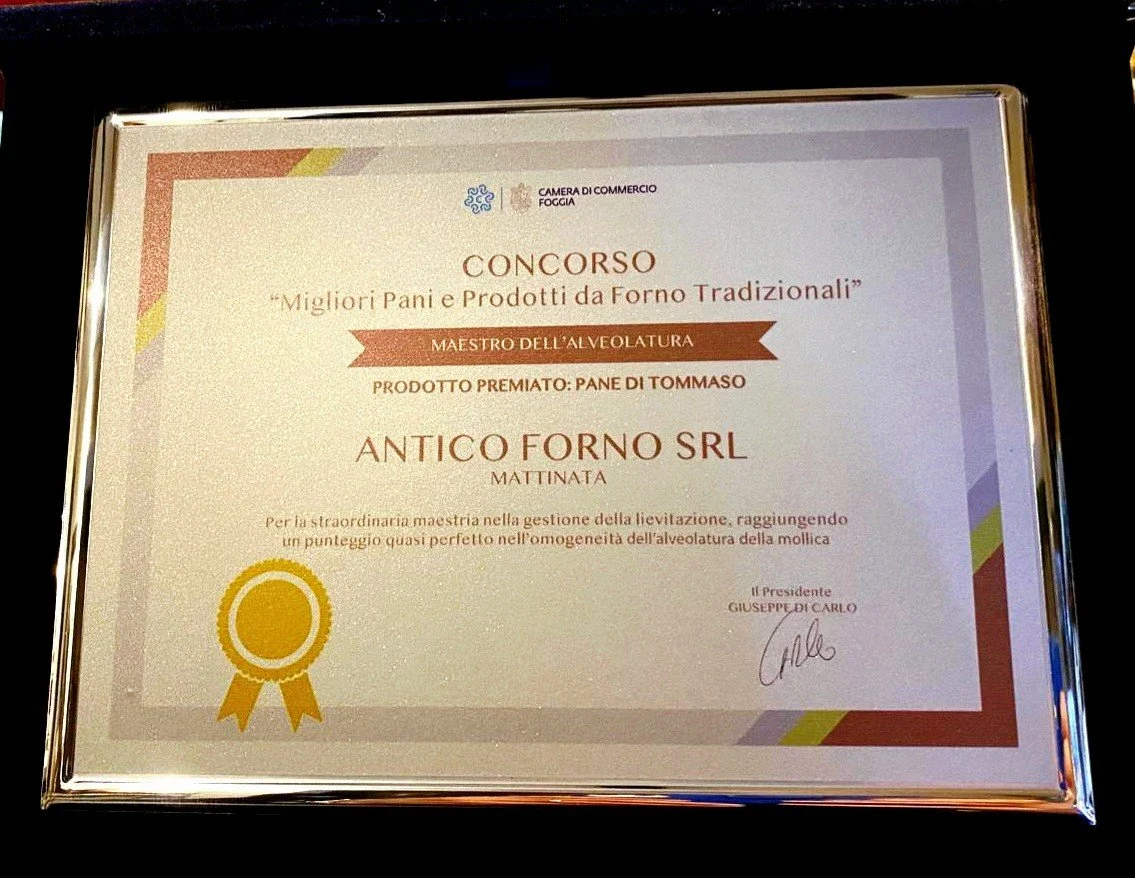 CAMERA DI COMMERCIO
FOGGIA
CONCORSO
“Migliori Pani e Prodotti da Forno Tradizionali”
MAESTRO DELL’ALVEOLATURA
PRODOTTO PREMIATO: PANE DI TOMMASO
ANTICO FORNO SRL
MATTINATA
Per la straordinaria maestria nella gestione della lievitazione, raggiungendo
un punteggio quasi perfetto nell’omogeneità dell’alveolatura della mollica
Il Presidente
GIUSEPPE DI CARLO